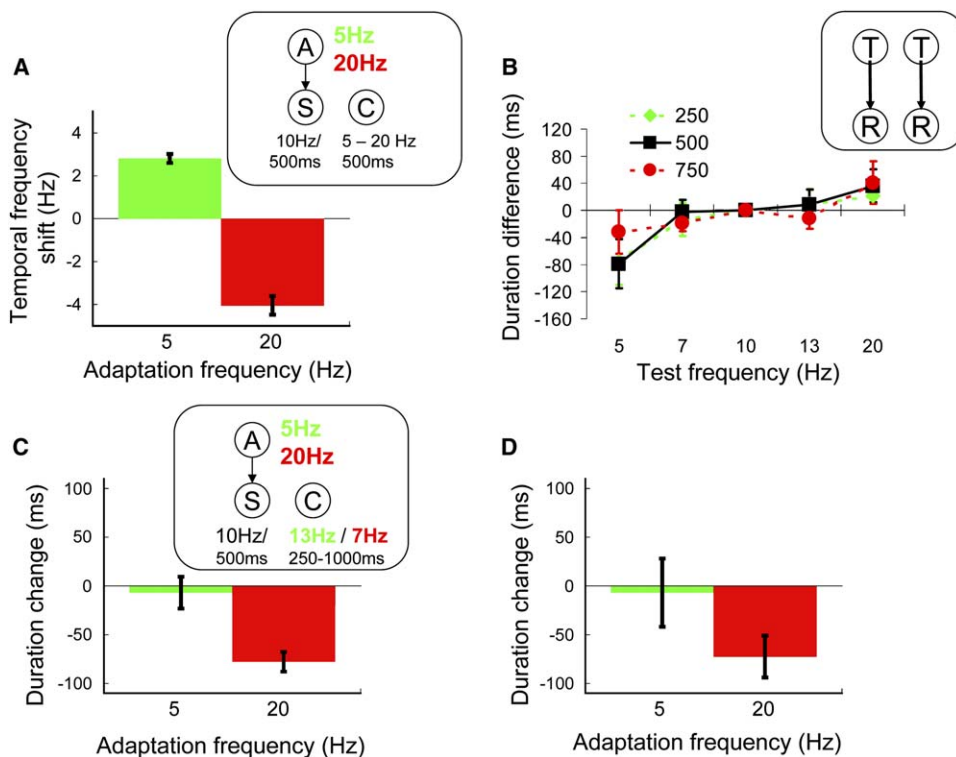 A
A
5Hz
20Hz
S
C
10Hz/
500ms
5 – 20 Hz
500ms
Temporal frequency
shift (Hz)
4
2
0
-2
-4
5
20
Adaptation frequency (Hz)
B
T
T
R
R
250
500
750
Duration difference (ms)
120
80
40
0
-40
-80
-120
-160
5
7
10
13
20
Test frequency (Hz)
C
A
5Hz
20Hz
S
C
10Hz/
500ms
13Hz / 7Hz
250-1000ms
Duration change (ms)
100
50
0
-50
-100
5
20
Adaptation frequency (Hz)
D
Duration change (ms)
100
50
0
-50
-100
5
20
Adaptation frequency (Hz)